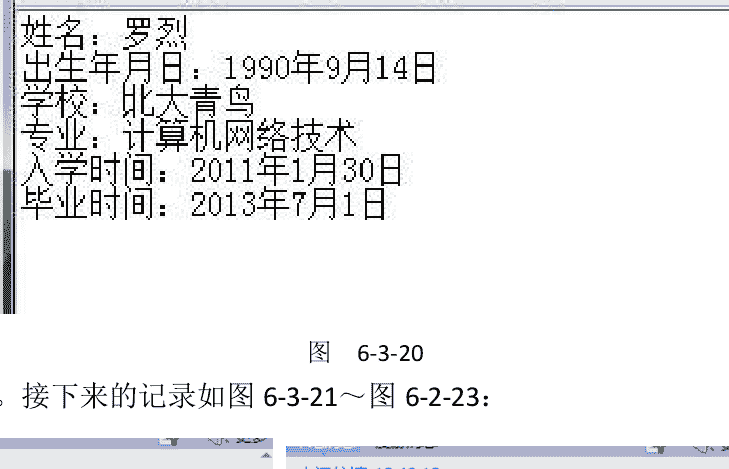 姓名：罗烈
出生年月日：1990年9月14日
学校：北大青鸟
专业：计算机网络技术
入学时间：2011年1月30日
毕业时间：2013年7月1日
图 6-3-20
。接下来的记录如图 6-3-21～图 6-2-23：
更多